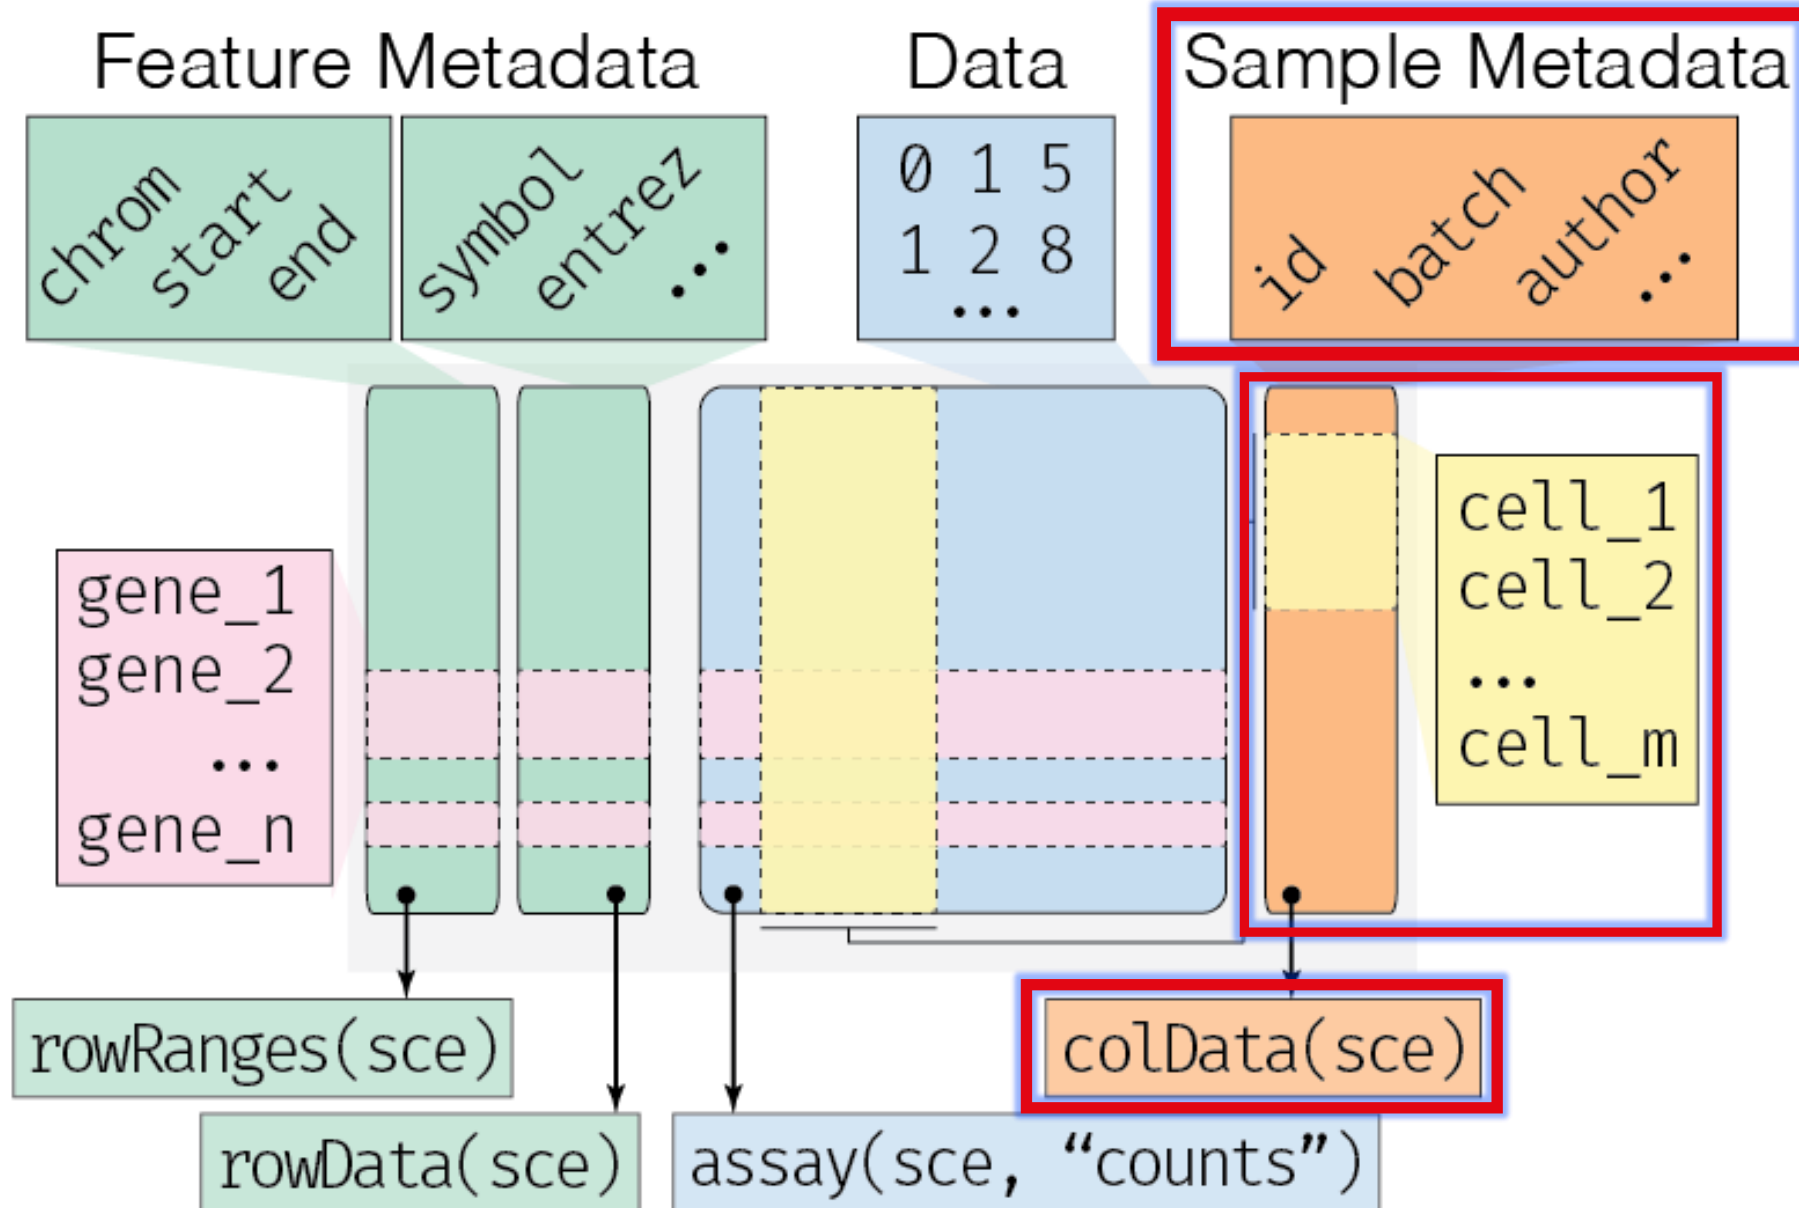 Feature Metadata
Data
Sample Metadata
chrom
start
end
symbol
entrez
...
0 1 5
1 2 8
...
id
batch
author
...
gene_1
gene_2
...
gene_n
cell_1
cell_2
...
cell_m
rowRanges(sce)
colData(sce)
rowData(sce)
assay(sce, “counts”)